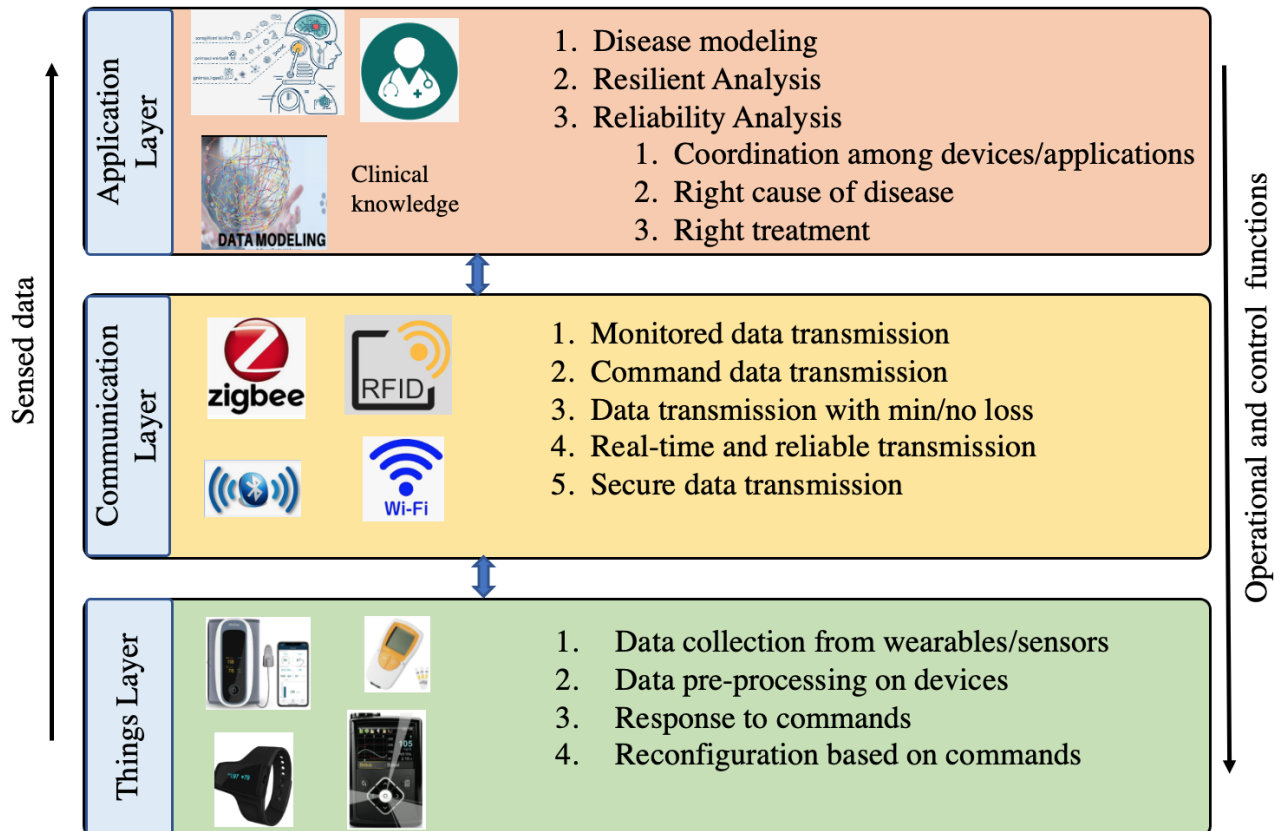 Sensed data
Application
Layer
DATA MODELING
Clinical
knowledge
1. Disease modeling
2. Resilient Analysis
3. Reliability Analysis
1. Coordination among devices/applications
2. Right cause of disease
3. Right treatment
Communication
Layer
zigbee
RFID
Wi-Fi
1. Monitored data transmission
2. Command data transmission
3. Data transmission with min/no loss
4. Real-time and reliable transmission
5. Secure data transmission
Things Layer
105
1. Data collection from wearables/sensors
2. Data pre-processing on devices
3. Response to commands
4. Reconfiguration based on commands
Operational and control functions